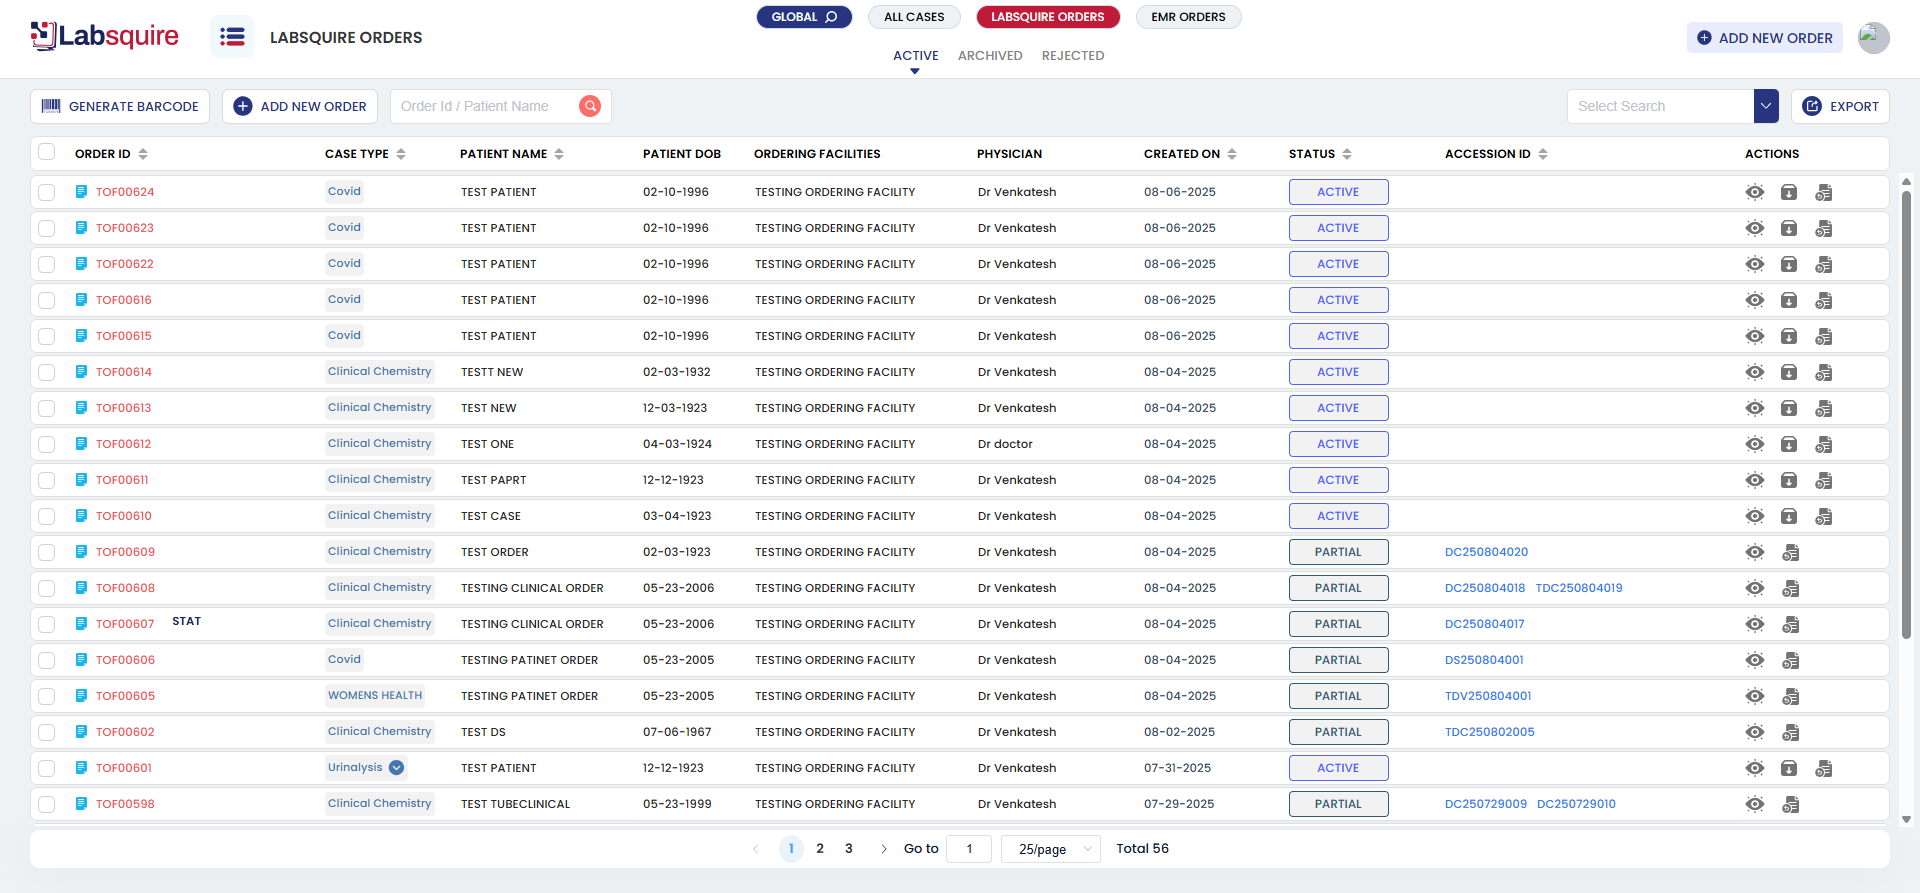 GLOBAL ALL CASES LABSQUIRE ORDERS EMR ORDERS
Labsquire LABSQUIRE ORDERS ADD NEW ORDER
ACTIVE ARCHIVED REJECTED
GENERATE BARCODE ADD NEW ORDER Order Id / Patient Name Select Search EXPORT
ORDER ID CASE TYPE PATIENT NAME PATIENT DOB ORDERING FACILITIES PHYSICIAN CREATED ON STATUS ACCESSION ID ACTIONS
TOF00624 Covid TEST PATIENT 02-10-1996 TESTING ORDERING FACILITY Dr Venkatesh 08-06-2025 ACTIVE
TOF00623 Covid TEST PATIENT 02-10-1996 TESTING ORDERING FACILITY Dr Venkatesh 08-06-2025 ACTIVE
TOF00622 Covid TEST PATIENT 02-10-1996 TESTING ORDERING FACILITY Dr Venkatesh 08-06-2025 ACTIVE
TOF00616 Covid TEST PATIENT 02-10-1996 TESTING ORDERING FACILITY Dr Venkatesh 08-06-2025 ACTIVE
TOF00615 Covid TEST PATIENT 02-10-1996 TESTING ORDERING FACILITY Dr Venkatesh 08-06-2025 ACTIVE
TOF00614 Clinical Chemistry TESTT NEW 02-03-1932 TESTING ORDERING FACILITY Dr Venkatesh 08-04-2025 ACTIVE
TOF00613 Clinical Chemistry TEST NEW 12-03-1923 TESTING ORDERING FACILITY Dr Venkatesh 08-04-2025 ACTIVE
TOF00612 Clinical Chemistry TEST ONE 04-03-1924 TESTING ORDERING FACILITY Dr doctor 08-04-2025 ACTIVE
TOF00611 Clinical Chemistry TEST PAPRT 12-12-1923 TESTING ORDERING FACILITY Dr Venkatesh 08-04-2025 ACTIVE
TOF00610 Clinical Chemistry TEST CASE 03-04-1923 TESTING ORDERING FACILITY Dr Venkatesh 08-04-2025 ACTIVE
TOF00609 Clinical Chemistry TEST ORDER 02-03-1923 TESTING ORDERING FACILITY Dr Venkatesh 08-04-2025 PARTIAL DC250804020
TOF00608 Clinical Chemistry TESTING CLINICAL ORDER 05-23-2006 TESTING ORDERING FACILITY Dr Venkatesh 08-04-2025 PARTIAL DC250804018 TDC250804019
TOF00607 STAT Clinical Chemistry TESTING CLINICAL ORDER 05-23-2006 TESTING ORDERING FACILITY Dr Venkatesh 08-04-2025 PARTIAL DC250804017
TOF00606 Covid TESTING PATINET ORDER 05-23-2005 TESTING ORDERING FACILITY Dr Venkatesh 08-04-2025 PARTIAL DS250804001
TOF00605 WOMENS HEALTH TESTING PATINET ORDER 05-23-2005 TESTING ORDERING FACILITY Dr Venkatesh 08-04-2025 PARTIAL TDV250804001
TOF00602 Clinical Chemistry TEST DS 07-06-1967 TESTING ORDERING FACILITY Dr Venkatesh 08-02-2025 PARTIAL TDC250802005
TOF00601 Urinalysis TEST PATIENT 12-12-1923 TESTING ORDERING FACILITY Dr Venkatesh 07-31-2025 ACTIVE
TOF00598 Clinical Chemistry TEST TUBECLINICAL 05-23-1999 TESTING ORDERING FACILITY Dr Venkatesh 07-29-2025 PARTIAL DC250729009 DC250729010
1 2 3 Go to 1 25/page Total 56